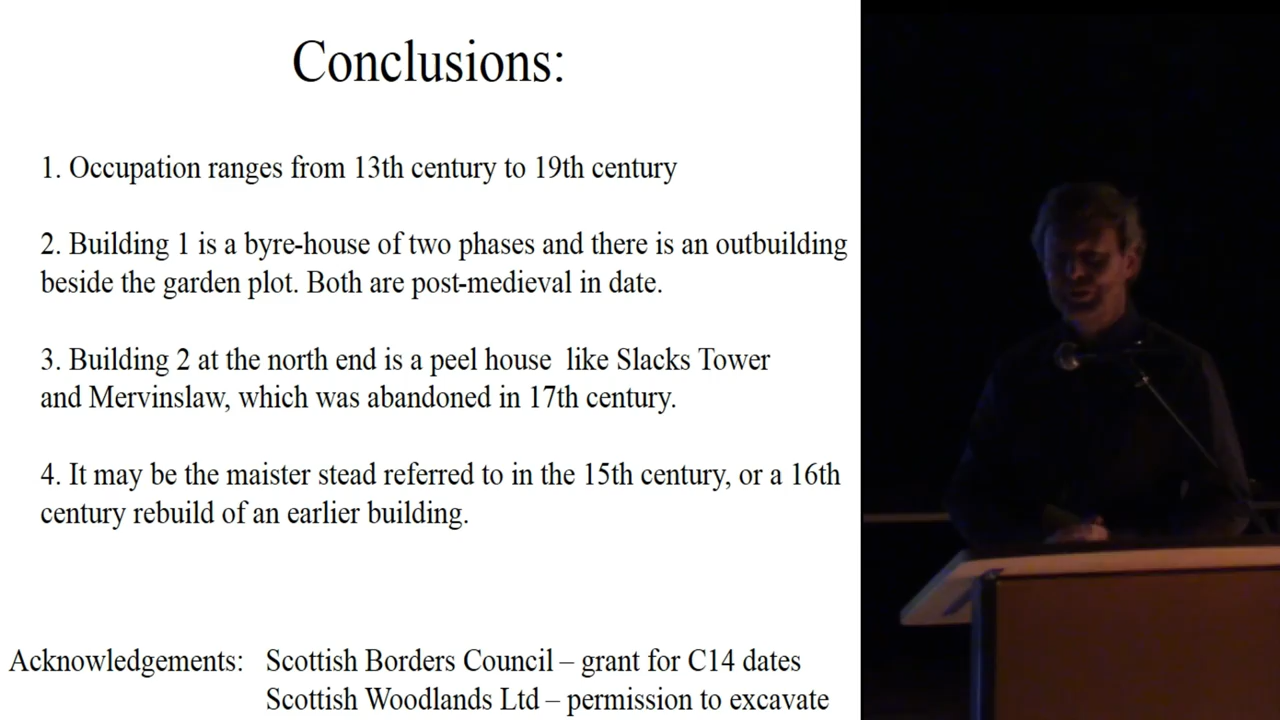 Conclusions:
1. Occupation ranges from 13th century to 19th century
2. Building 1 is a byre-house of two phases and there is an outbuilding
beside the garden plot. Both are post-medieval in date.
3. Building 2 at the north end is a peel house  like Slacks Tower
and Mervinslaw, which was abandoned in 17th century.
4. It may be the maister stead referred to in the 15th century, or a 16th
century rebuild of an earlier building.
Acknowledgements: Scottish Borders Council – grant for C14 dates
Scottish Woodlands Ltd – permission to excavate